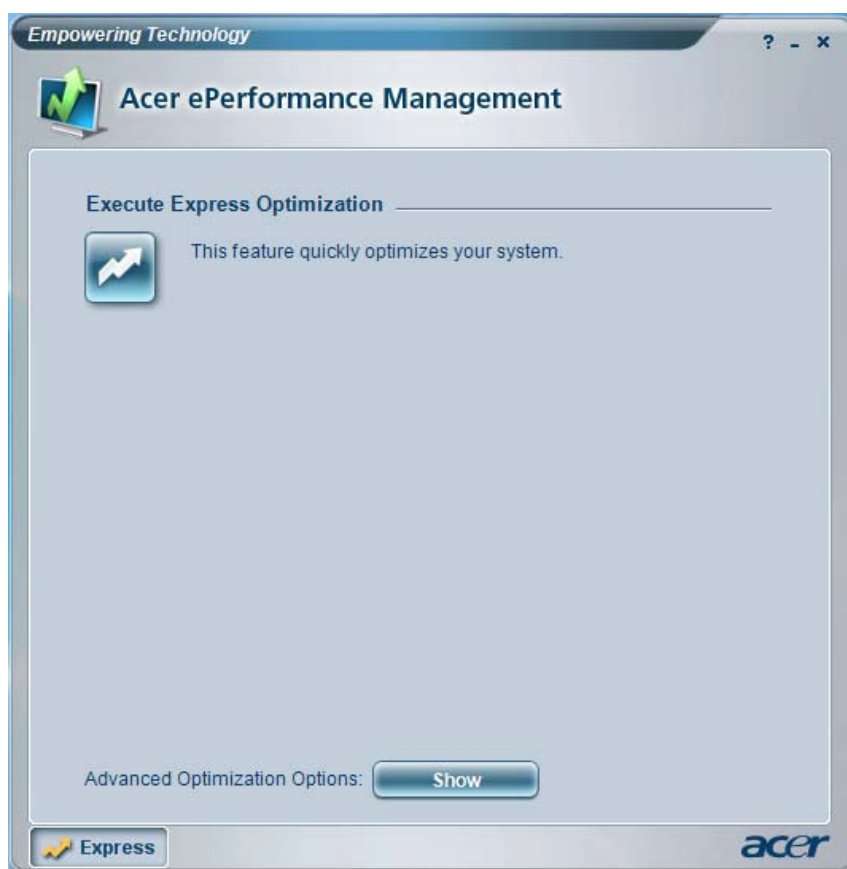 Empowering Technology
? - x
Acer ePerformance Management
Execute Express Optimization
This feature quickly optimizes your system.
Advanced Optimization Options: Show
Express
acer